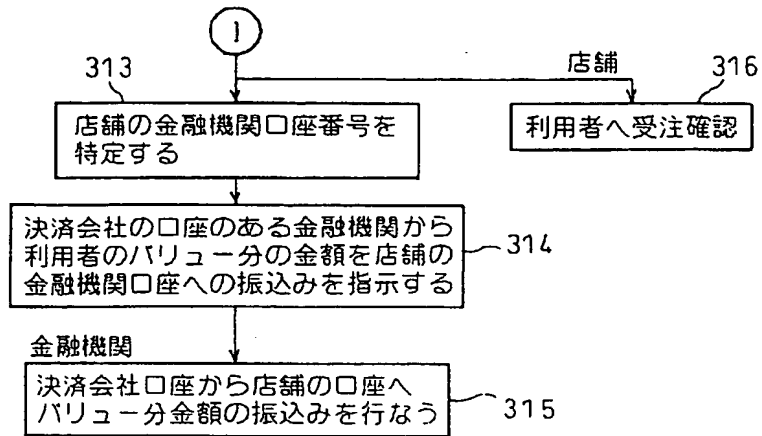 1
313
店舗
316
店舗の金融機関口座番号を
特定する
利用者へ受注確認
決済会社の口座のある金融機関から
利用者のバリュー分の金額を店舗の
金融機関口座への振込みを指示する
314
金融機関
決済会社口座から店舗の口座へ
バリュー分金額の振込みを行なう
315